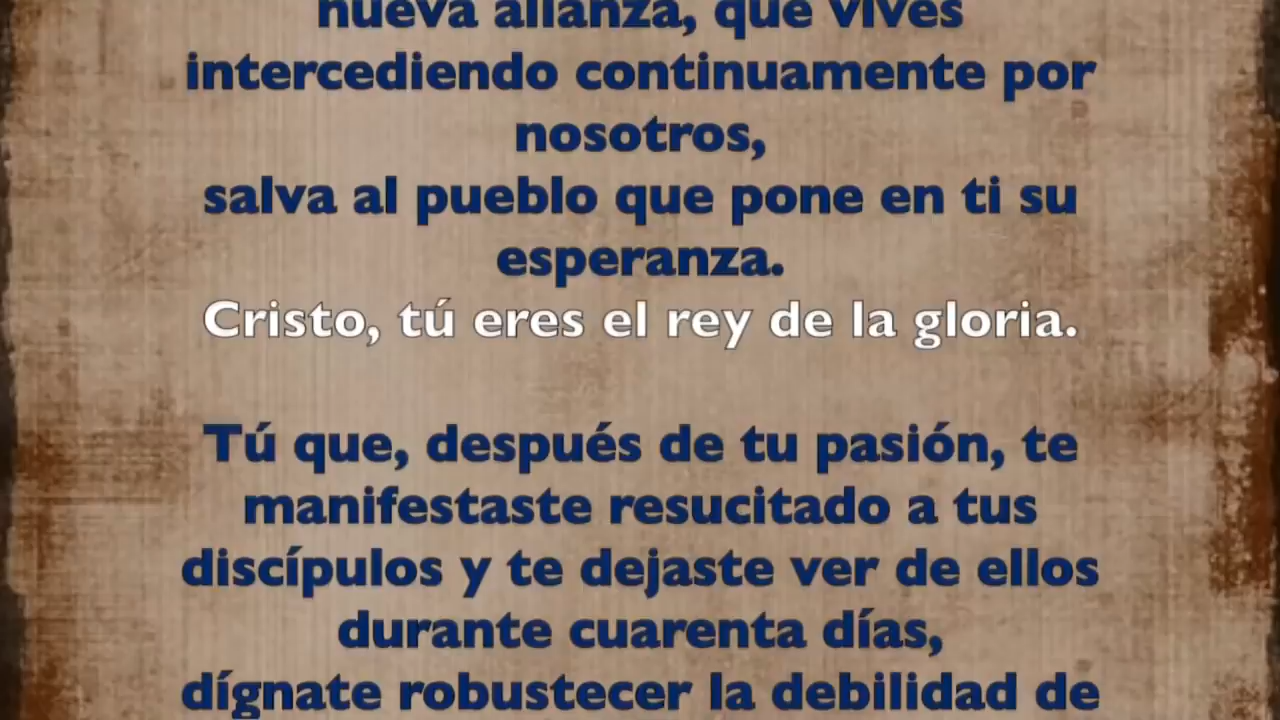 nueva alianza, que vives
intercediendo continuamente por
nosotros,
salva al pueblo que pone en ti su
esperanza.
Cristo, tú eres el rey de la gloria.
Tú que, después de tu pasión, te
manifestaste resucitado a tus
discípulos y te dejaste ver de ellos
durante cuarenta días,
dígnate robustecer la debilidad de